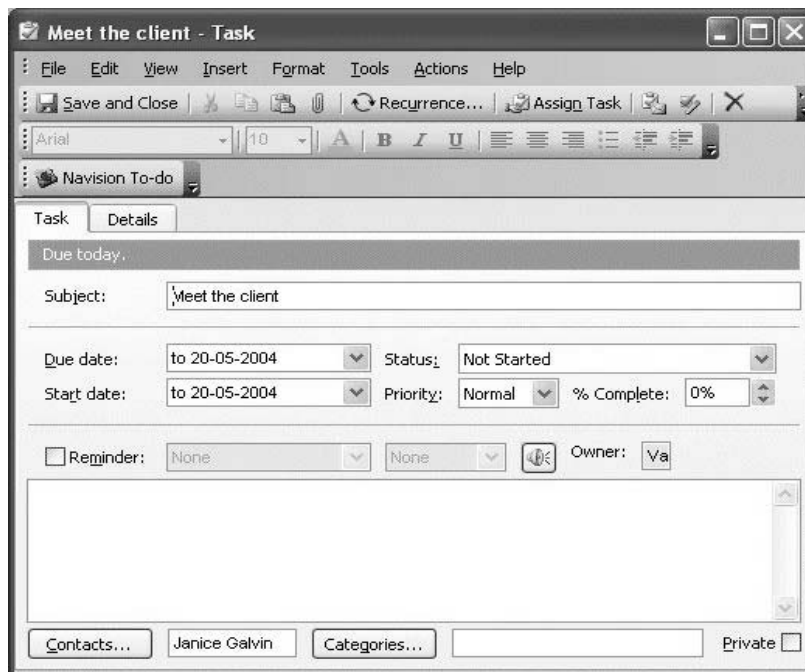 Meet the client - Task
File Edit View Insert Format Tools Actions Help
Save and Close Recurrence... Assign Task
Arial 10 A B I U
Navision To-do
Task Details
Due today.
Subject: Meet the client
Due date: to 20-05-2004 Status: Not Started
Start date: to 20-05-2004 Priority: Normal % Complete: 0%
Reminder: None None Owner: Va
Contacts... Janice Galvin Categories... Private